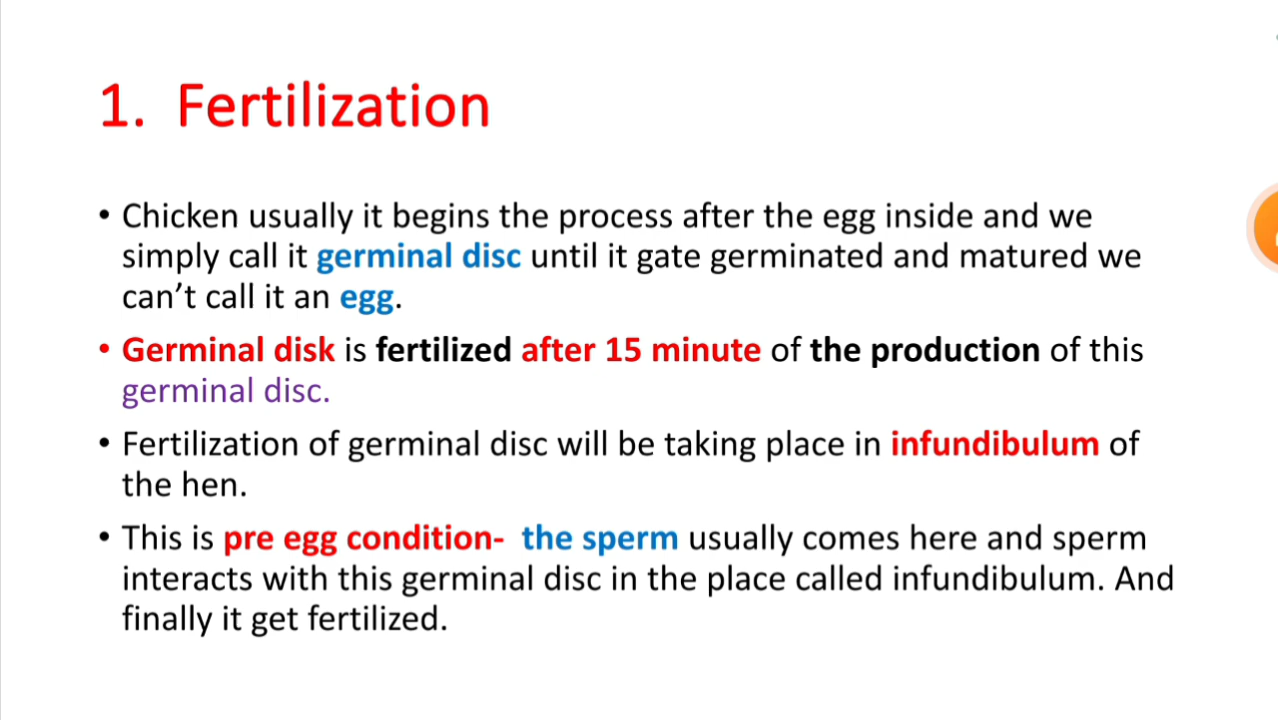 1. Fertilization
• Chicken usually it begins the process after the egg inside and we
simply call it germinal disc until it gate germinated and matured we
can’t call it an egg.
• Germinal disk is fertilized after 15 minute of the production of this
germinal disc.
• Fertilization of germinal disc will be taking place in infundibulum of
the hen.
• This is pre egg condition- the sperm usually comes here and sperm
interacts with this germinal disc in the place called infundibulum. And
finally it get fertilized.